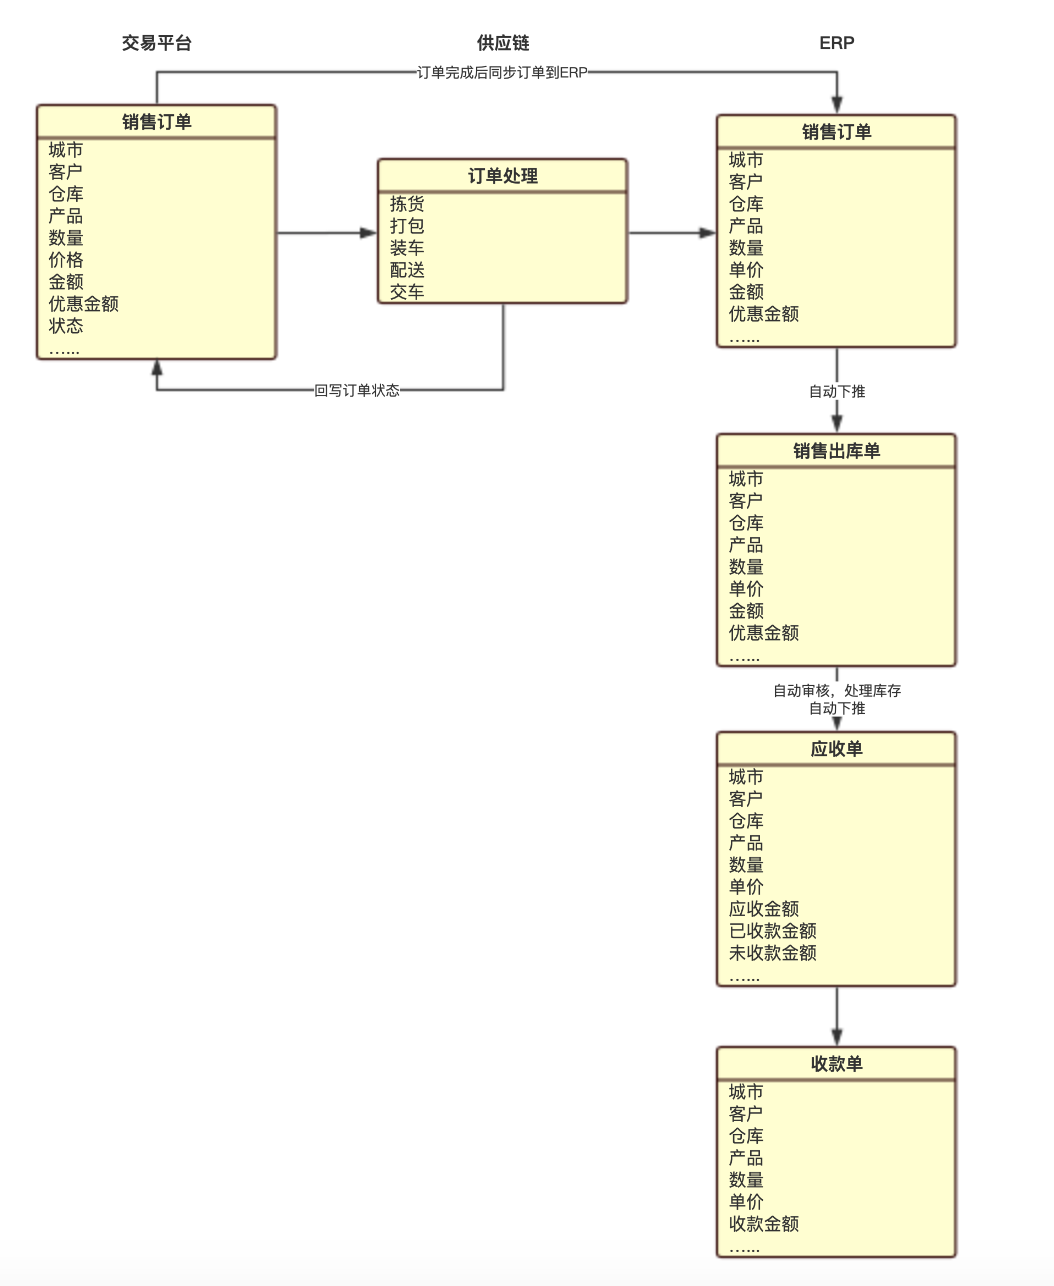 交易平台
供应链
ERP
订单完成后同步订单到ERP
销售订单
城市
客户
仓库
产品
数量
价格
金额
优惠金额
状态
……
订单处理
拣货
打包
装车
配送
交车
回写订单状态
销售订单
城市
客户
仓库
产品
数量
单价
金额
优惠金额
……
自动下推
销售出库单
城市
客户
仓库
产品
数量
单价
金额
优惠金额
……
自动审核，处理库存
自动下推
应收单
城市
客户
仓库
产品
数量
单价
应收金额
已收款金额
未收款金额
……
收款单
城市
客户
仓库
产品
数量
单价
收款金额
……